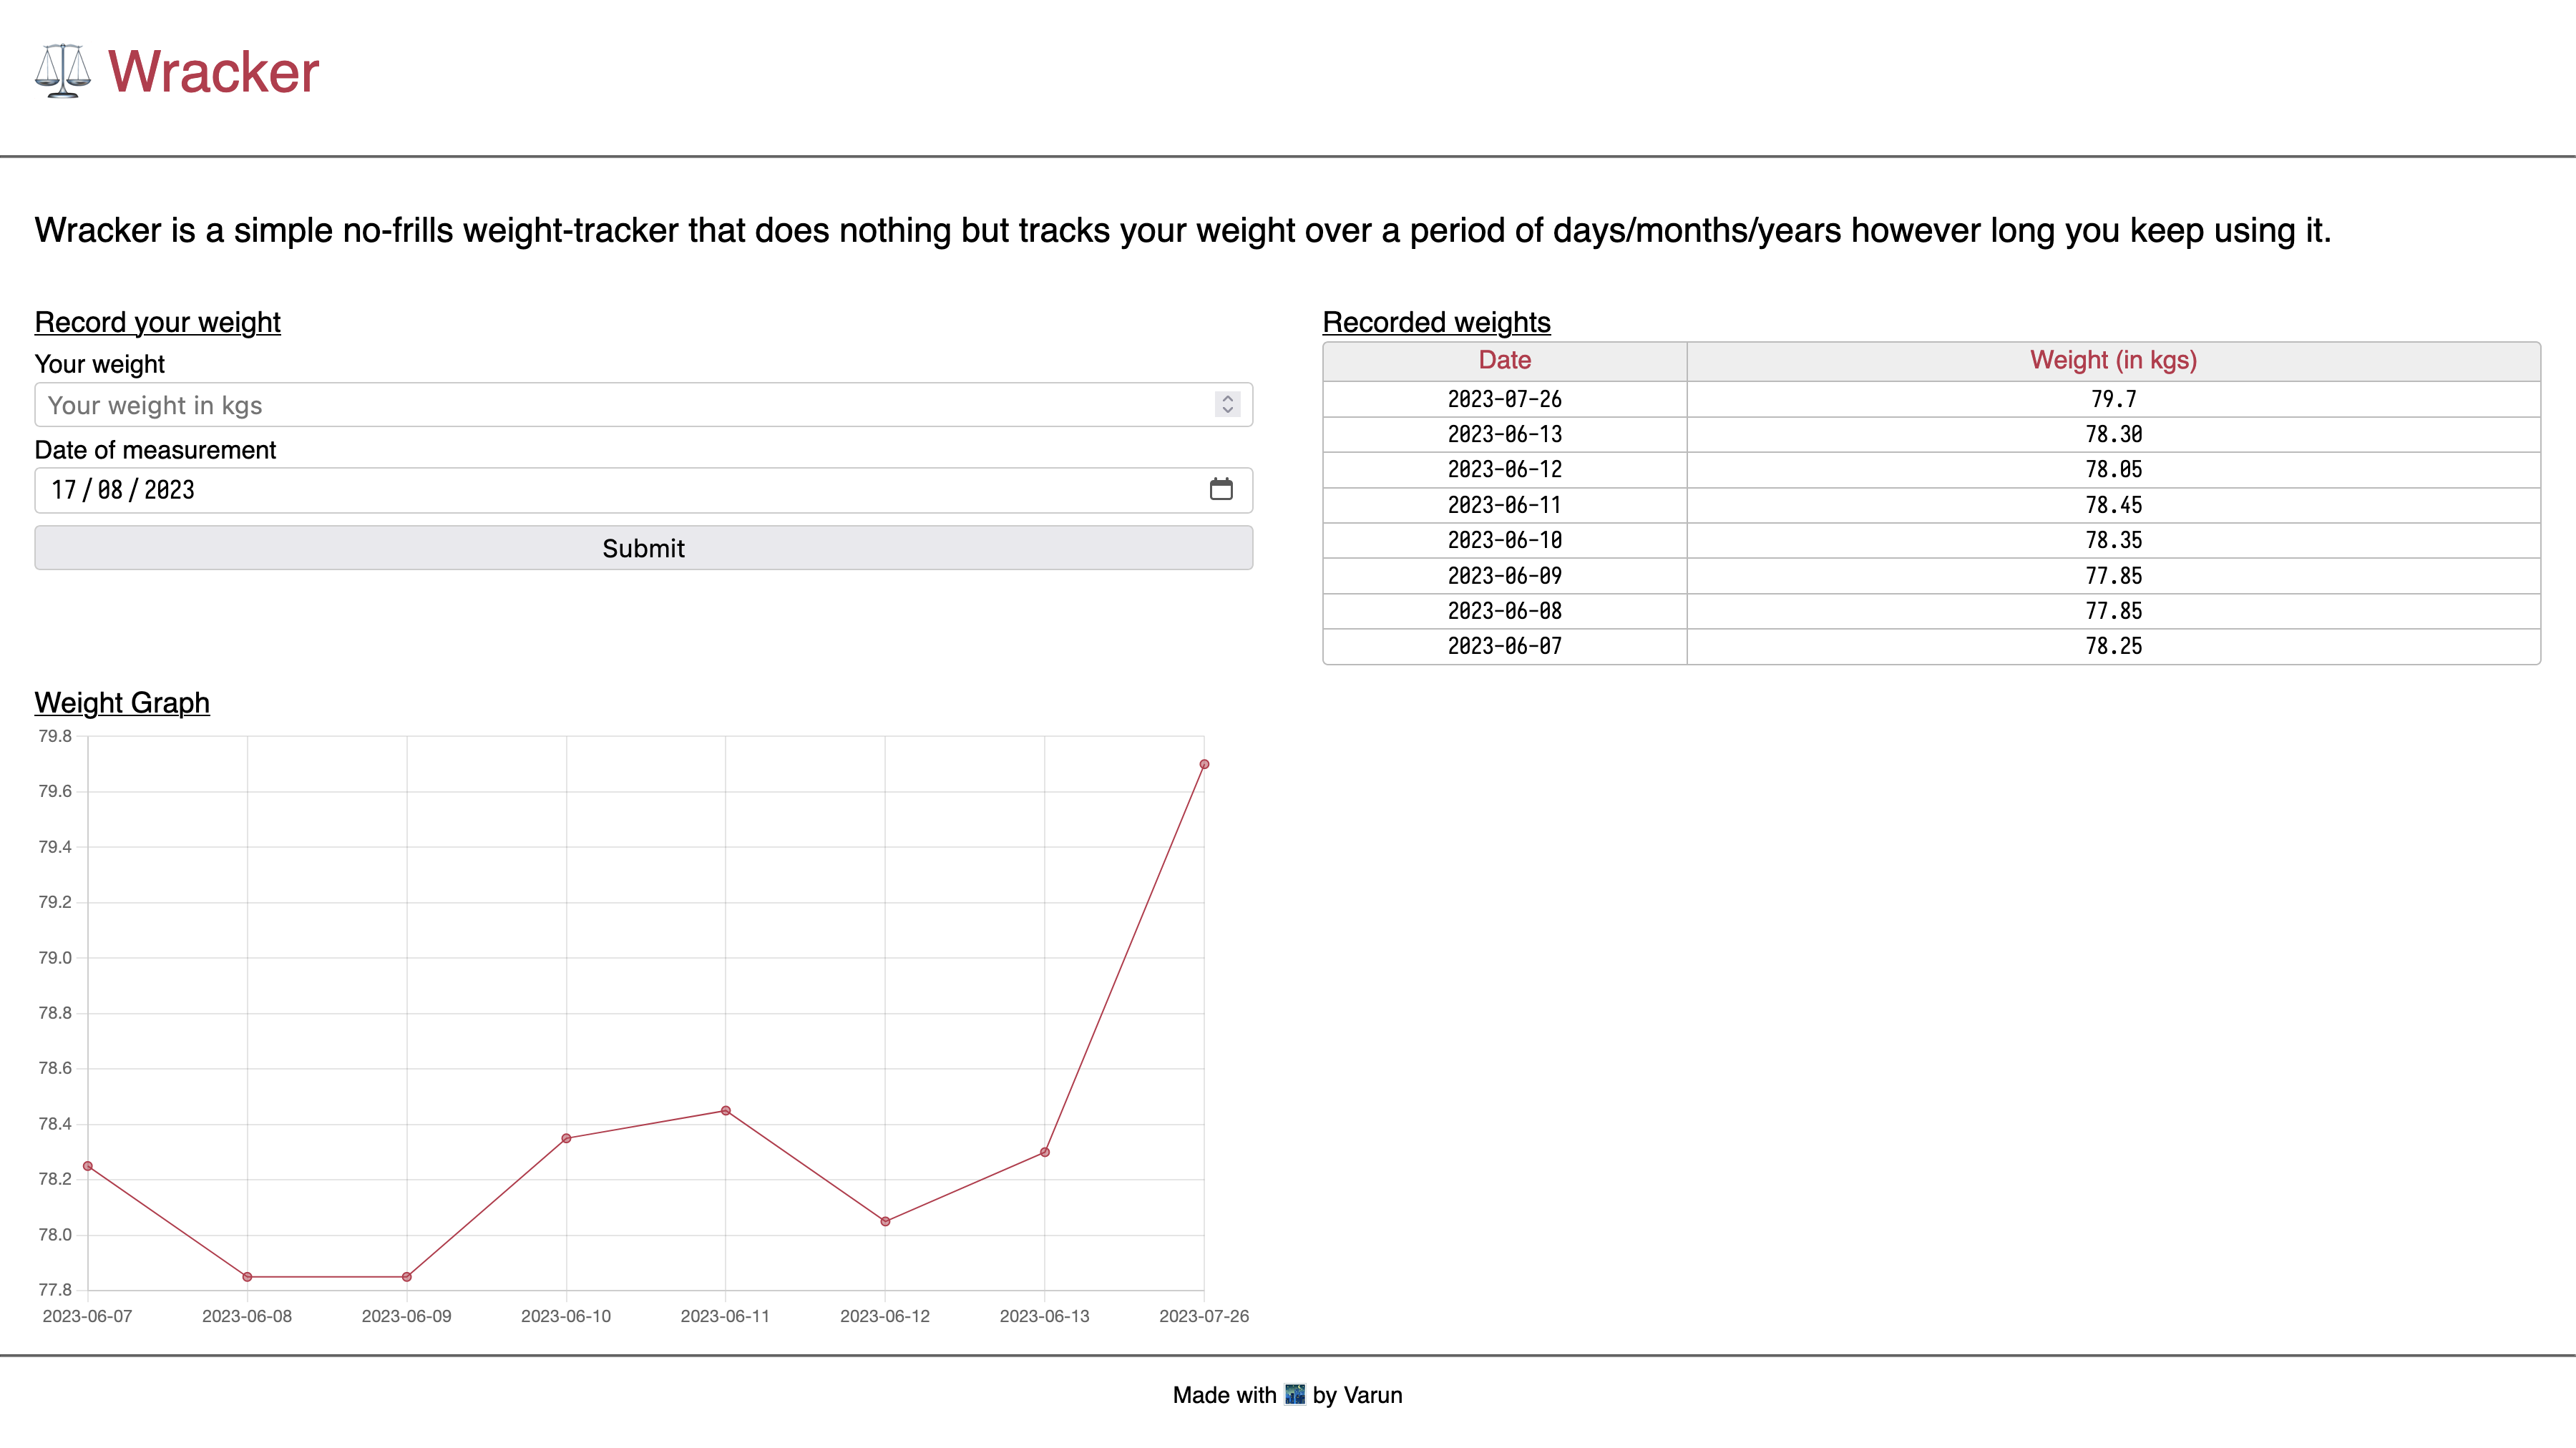 Wracker
Wracker is a simple no-frills weight-tracker that does nothing but tracks your weight over a period of days/months/years however long you keep using it.
Record your weight
Your weight
Your weight in kgs
Date of measurement
17/08/2023
Submit
Recorded weights
Date Weight (in kgs)
2023-07-26 79.7
2023-06-13 78.30
2023-06-12 78.05
2023-06-11 78.45
2023-06-10 78.35
2023-06-09 77.85
2023-06-08 77.85
2023-06-07 78.25
Weight Graph
79.8
79.6
79.4
79.2
79.0
78.8
78.6
78.4
78.2
78.0
77.8
2023-06-07 2023-06-08 2023-06-09 2023-06-10 2023-06-11 2023-06-12 2023-06-13 2023-07-26
Made with 🌃 by Varun